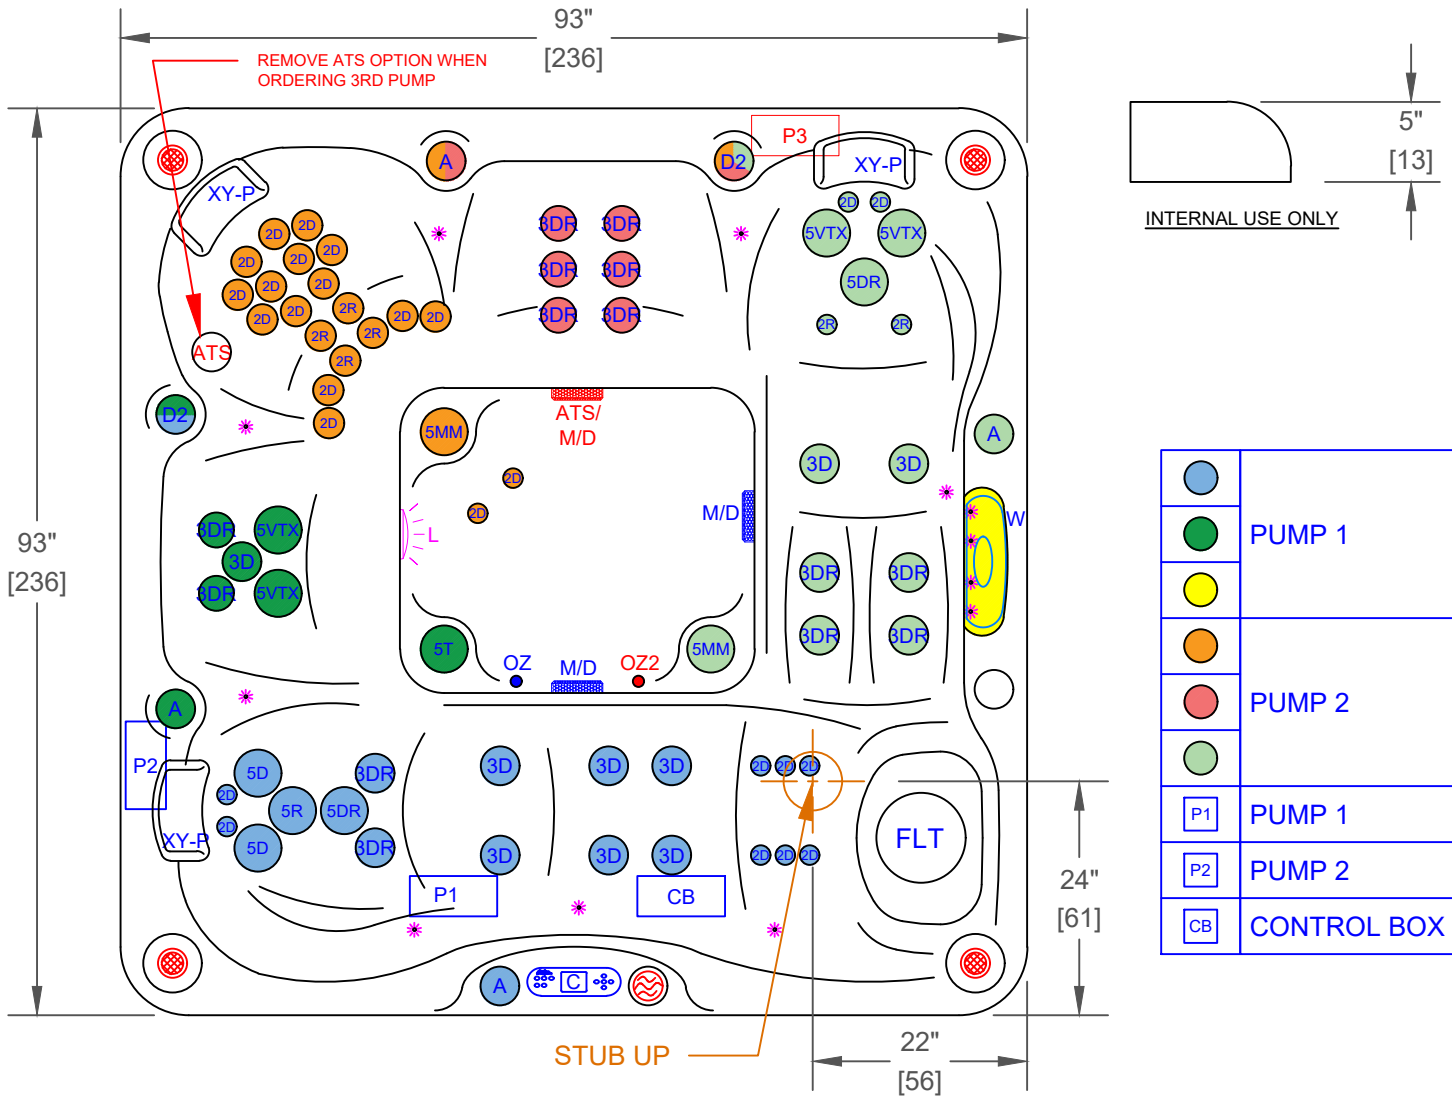 93"
[236]
REMOVE ATS OPTION WHEN
ORDERING 3RD PUMP
5"
[13]
INTERNAL USE ONLY
P3
A
D2
XY-P
XY-P
2D 2D
5VTX 5VTX
5DR
2R 2R
3DR 3DR
3DR 3DR
3DR 3DR
2D 2D
2D 2D
2D 2D
2D 2D
2D 2D
2R 2D 2D
2R 2R
2R
2D
2D
ATS
D2
5MM
ATS/
M/D
2D
2D
M/D
L
3D 3D
A
W
3DR 3DR
3DR 3DR
3DR 5VTX
3D
3DR 5VTX
93"
[236]
5T
OZ
M/D
OZ2
5MM
A
P2
XY-P
5D
2D
5R 5DR
2D
5D
3DR
3DR
3D 3D 3D
3D 3D 3D
2D 2D 2D
2D 2D 2D
P1
CB
FLT
A
C
STUB UP
24"
[61]
22"
[56]
PUMP 1
PUMP 2
P1 PUMP 1
P2 PUMP 2
CB CONTROL BOX